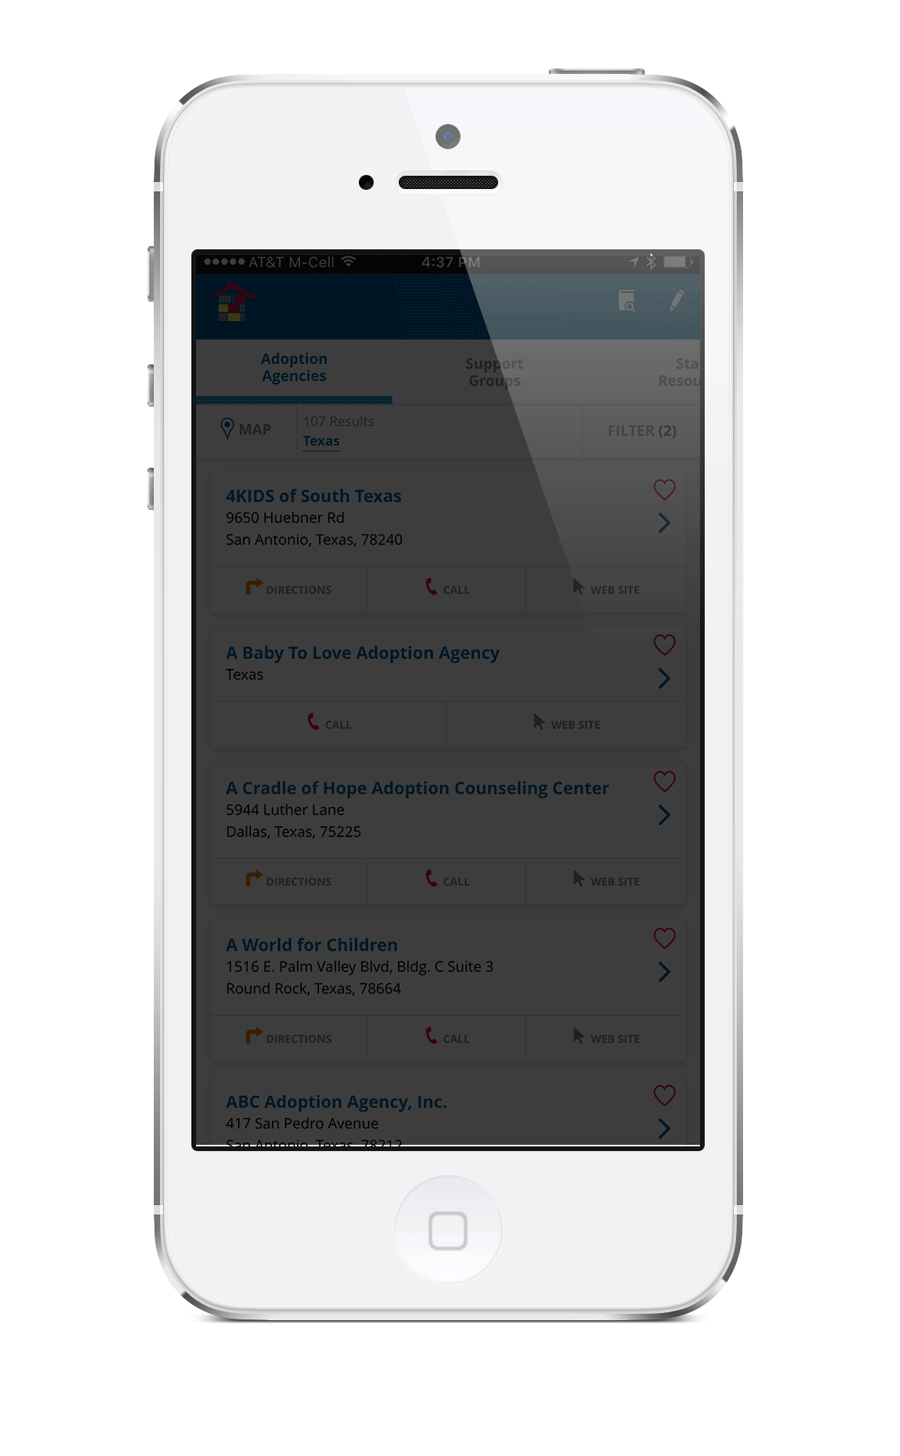 AT&T M-Cell 4:37 PM
Adoption
Agencies
Support
Groups
Sta
Resou
MAP
107 Results
Texas
FILTER (2)
4KIDS of South Texas
9650 Huebner Rd
San Antonio, Texas, 78240
DIRECTIONS CALL WEB SITE
A Baby To Love Adoption Agency
Texas
CALL WEB SITE
A Cradle of Hope Adoption Counseling Center
5944 Luther Lane
Dallas, Texas, 75225
DIRECTIONS CALL WEB SITE
A World for Children
1516 E. Palm Valley Blvd, Bldg. C Suite 3
Round Rock, Texas, 78664
DIRECTIONS CALL WEB SITE
ABC Adoption Agency, Inc.
417 San Pedro Avenue
San Antonio, Texas, 78212